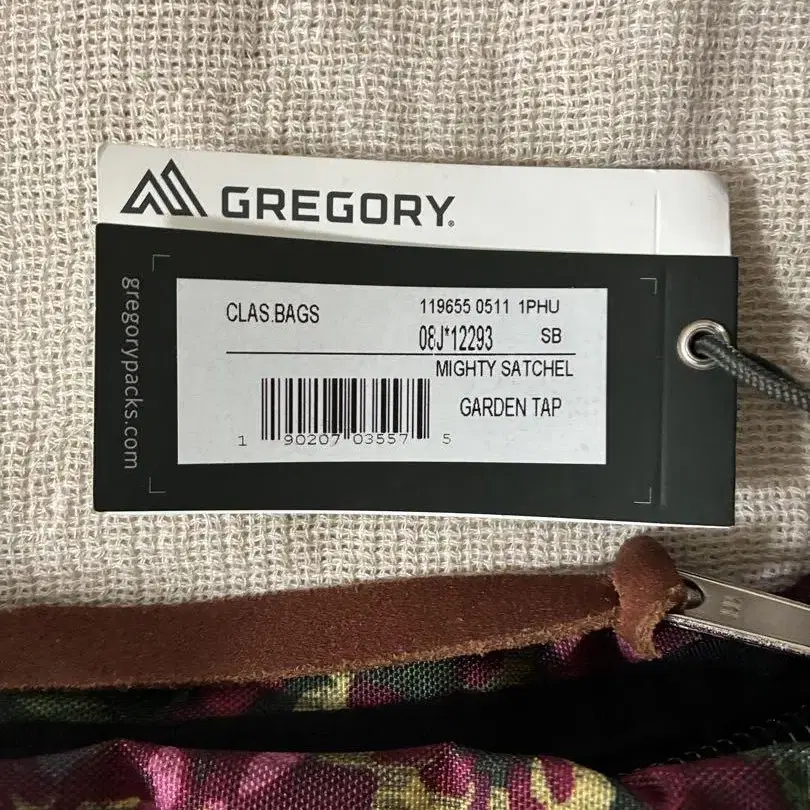 GREGORY.
gregorypacks.com
CLAS.BAGS
119655 0511 1PHU
08J*12293 SB
MIGHTY SATCHEL
GARDEN TAP
1 90207 03557 5